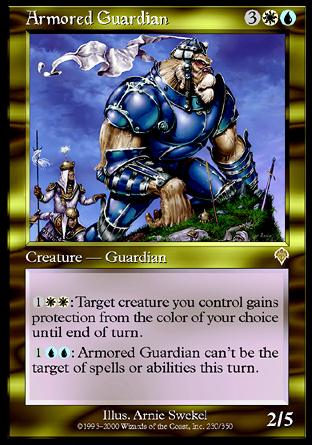 Armored Guardian 3
Creature — Guardian
1 : Target creature you control gains
protection from the color of your choice
until end of turn.
1 : Armored Guardian can't be the
target of spells or abilities this turn.
2/5
Illus. Arnie Swekel
©1993–2000 Wizards of the Coast, Inc. 230/350